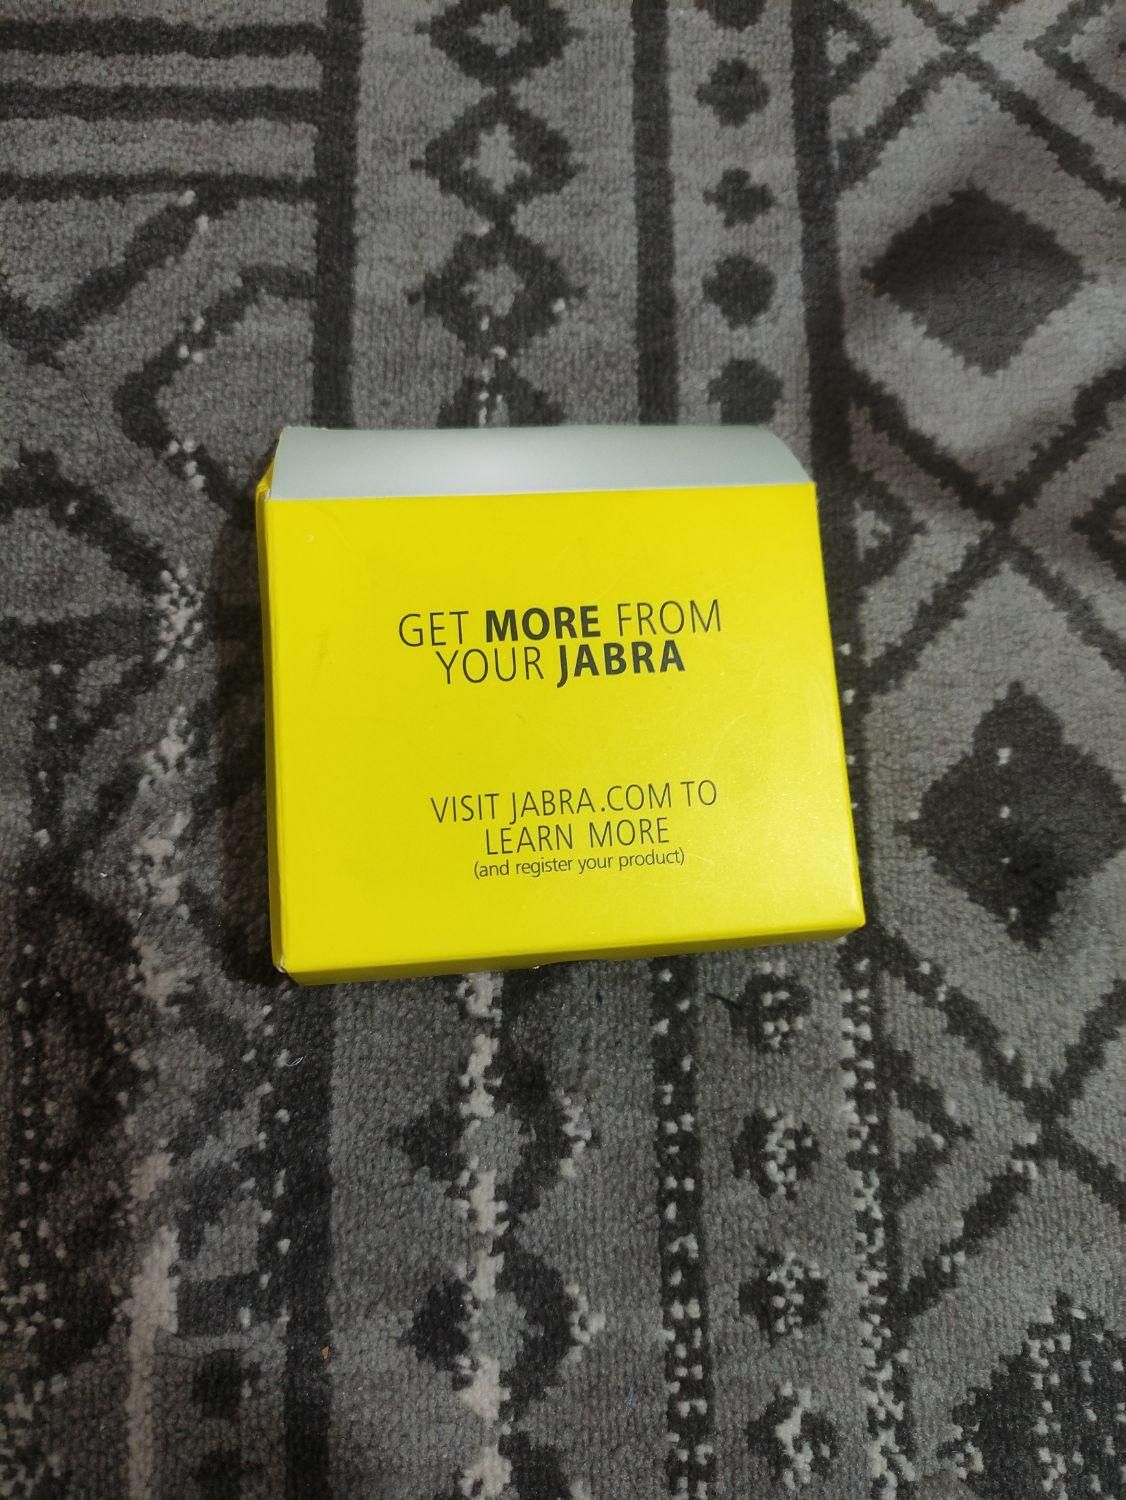 GET MORE FROM
YOUR JABRA
VISIT JABRA.COM TO
LEARN MORE
(and register your product)